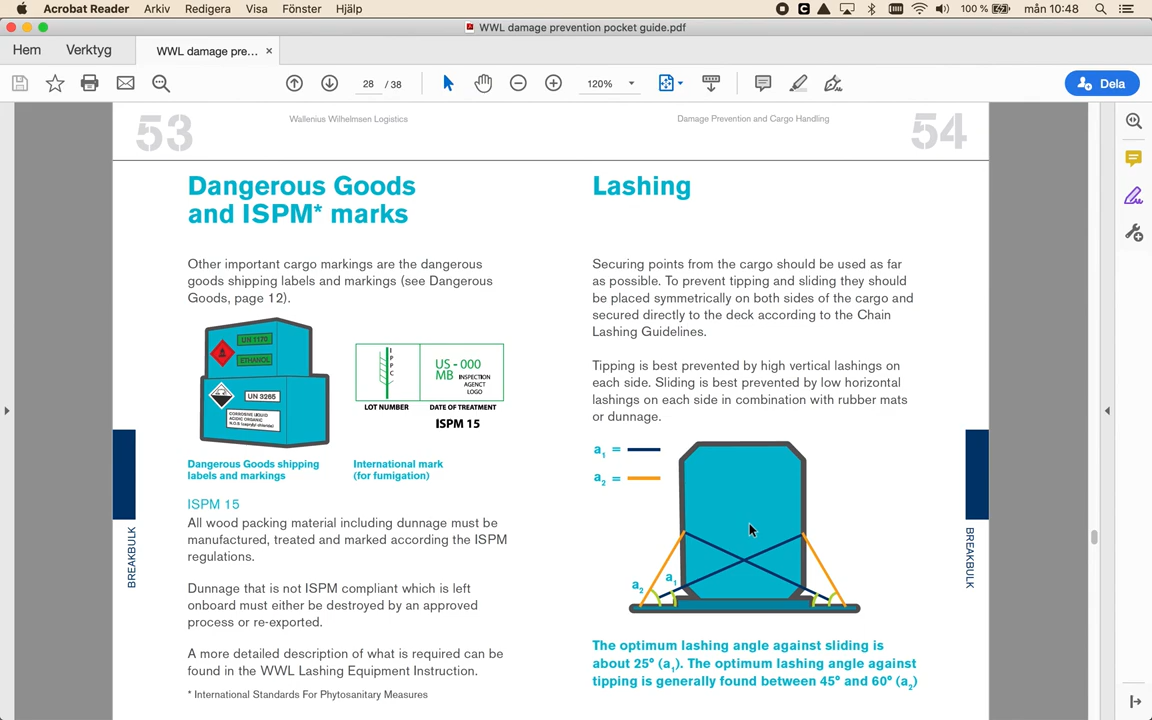 Acrobat Reader Arkiv Redigera Visa Fönster Hjälp 100 % mån 10:48
WWL damage prevention pocket guide.pdf
Hem Verktyg WWL damage pre... ×
28 / 38 120% Dela
53 Wallenius Wilhelmsen Logistics
Damage Prevention and Cargo Handling 54
Dangerous Goods
and ISPM* marks
Other important cargo markings are the dangerous
goods shipping labels and markings (see Dangerous
Goods, page 12).
UN 1170
ETHANOL
UN 3265
CORROSIVE LIQUID
ACIDIC ORGANIC
N.O.S (caprylyl chloride)
I
P
P
C
US - 000
MB INSPECTION
AGENCT
LOGO
LOT NUMBER DATE OF TREATMENT
ISPM 15
Dangerous Goods shipping
labels and markings
International mark
(for fumigation)
ISPM 15
All wood packing material including dunnage must be
manufactured, treated and marked according the ISPM
regulations.
Dunnage that is not ISPM compliant which is left
onboard must either be destroyed by an approved
process or re-exported.
A more detailed description of what is required can be
found in the WWL Lashing Equipment Instruction.
* International Standards For Phytosanitary Measures
BREAKBULK
Lashing
Securing points from the cargo should be used as far
as possible. To prevent tipping and sliding they should
be placed symmetrically on both sides of the cargo and
secured directly to the deck according to the Chain
Lashing Guidelines.
Tipping is best prevented by high vertical lashings on
each side. Sliding is best prevented by low horizontal
lashings on each side in combination with rubber mats
or dunnage.
a1 =
a2 =
a2 a1
The optimum lashing angle against sliding is
about 25° (a1). The optimum lashing angle against
tipping is generally found between 45° and 60° (a2)
BREAKBULK